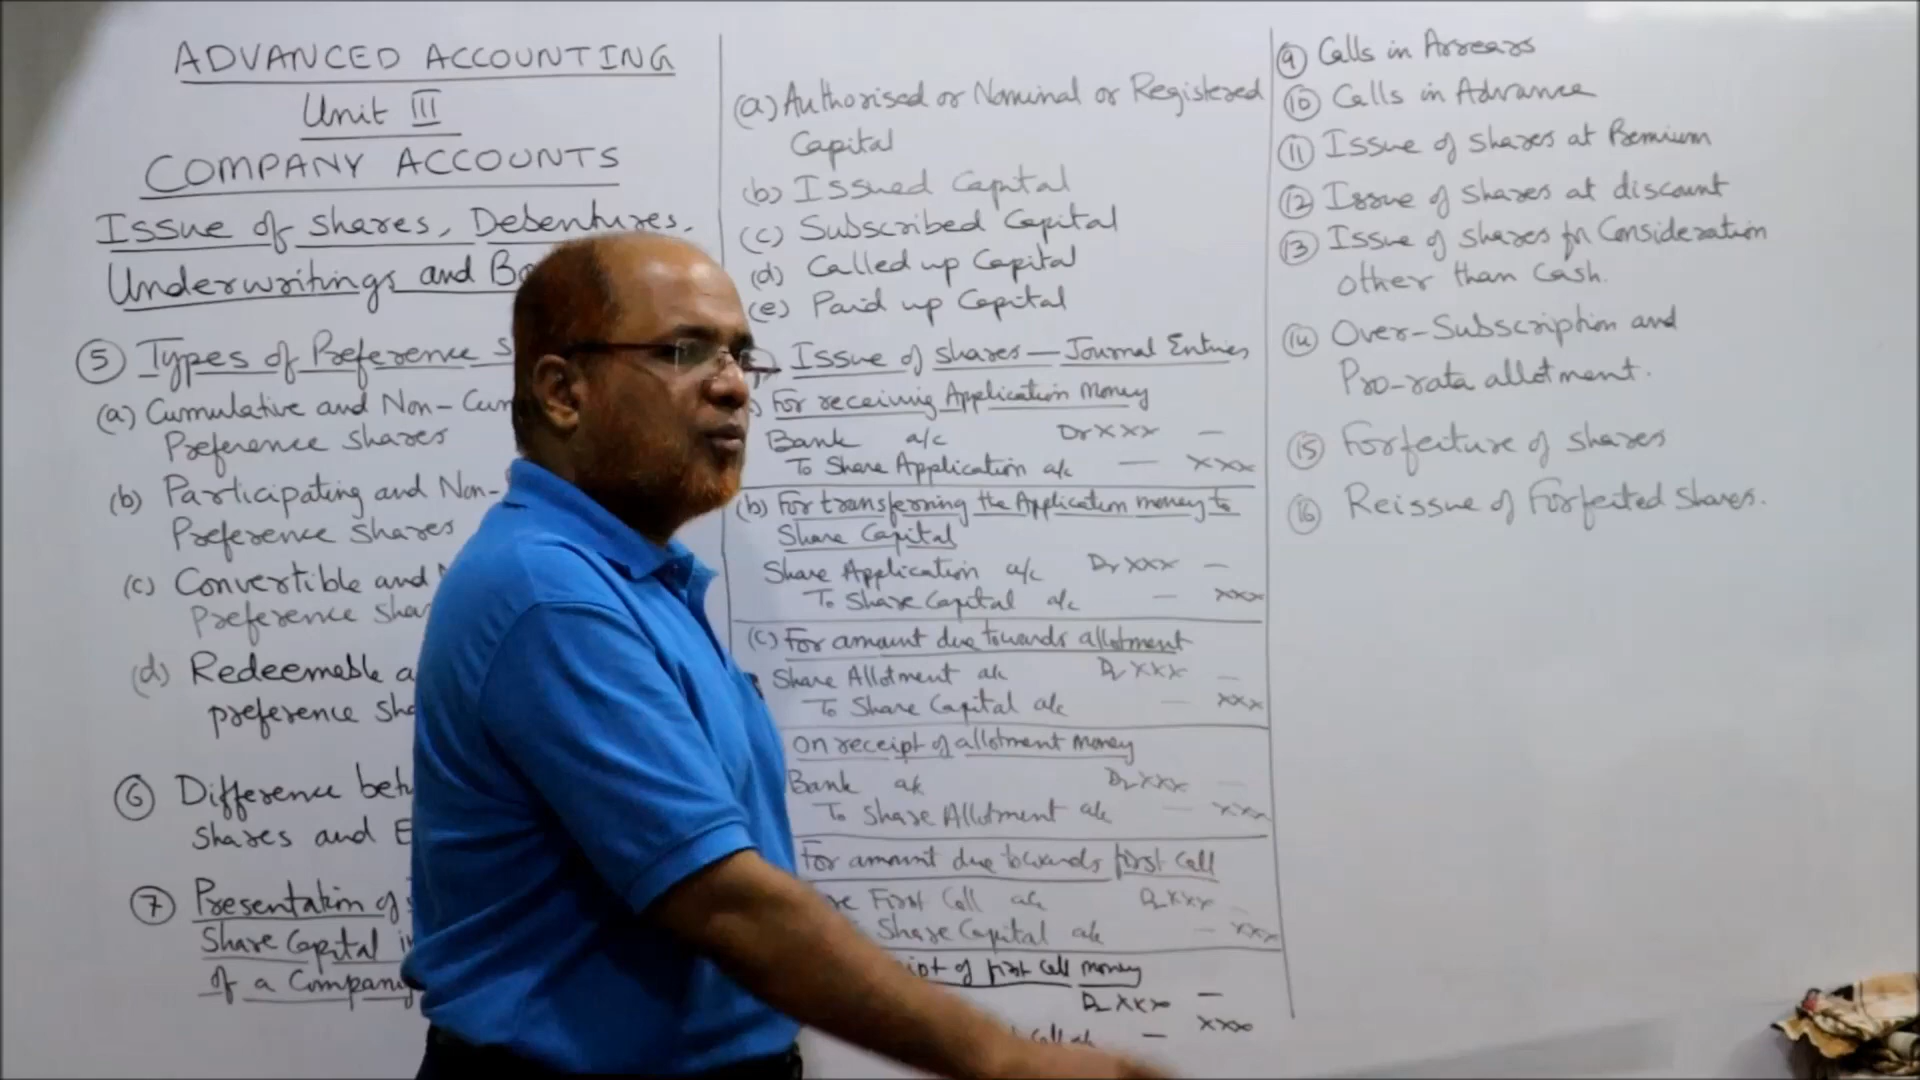 ADVANCED ACCOUNTING
Unit III
COMPANY ACCOUNTS
Issue of shares, Debentures,
Underwritings and
⑤ Types of Preference
(a) Cumulative and Non-
Preference shares
(b) Participating and Non-
Preference shares
(c) Convertible and
Preference
(d) Redeemable
preference
⑥ Difference
shares and
⑦ Presentation of
Share Capital
of a Company
(a) Authorised or Nominal or Registered
Capital
(b) Issued Capital
(c) Subscribed Capital
(d) Called up Capital
(e) Paid up Capital
Issue of shares — Journal Entries
For receiving Application Money
Bank a/c Dr xxx —
To Share Application a/c — xxx
(b) For transferring the Application money to
Share Capital
Share Application a/c Dr xxx —
To Share Capital a/c — xxx
(c) For amount due towards allotment
Share Allotment a/c Dr xxx —
To Share Capital a/c — xxx
on receipt of allotment Money
Bank a/c Dr xxx —
To Share Allotment a/c — xxx
For amount due towards first call
First Call a/c Dr xxx —
Share Capital a/c — xxx
of first call money
Dr xxx —
call a/c — xxx
⑨ Calls in Arrears
⑩ Calls in Advance
⑪ Issue of shares at Premium
⑫ Issue of shares at discount
⑬ Issue of shares for Consideration
other than Cash.
⑭ Over-Subscription and
Pro-rata allotment.
⑮ Forfeiture of shares
⑯ Reissue of Forfeited Shares.